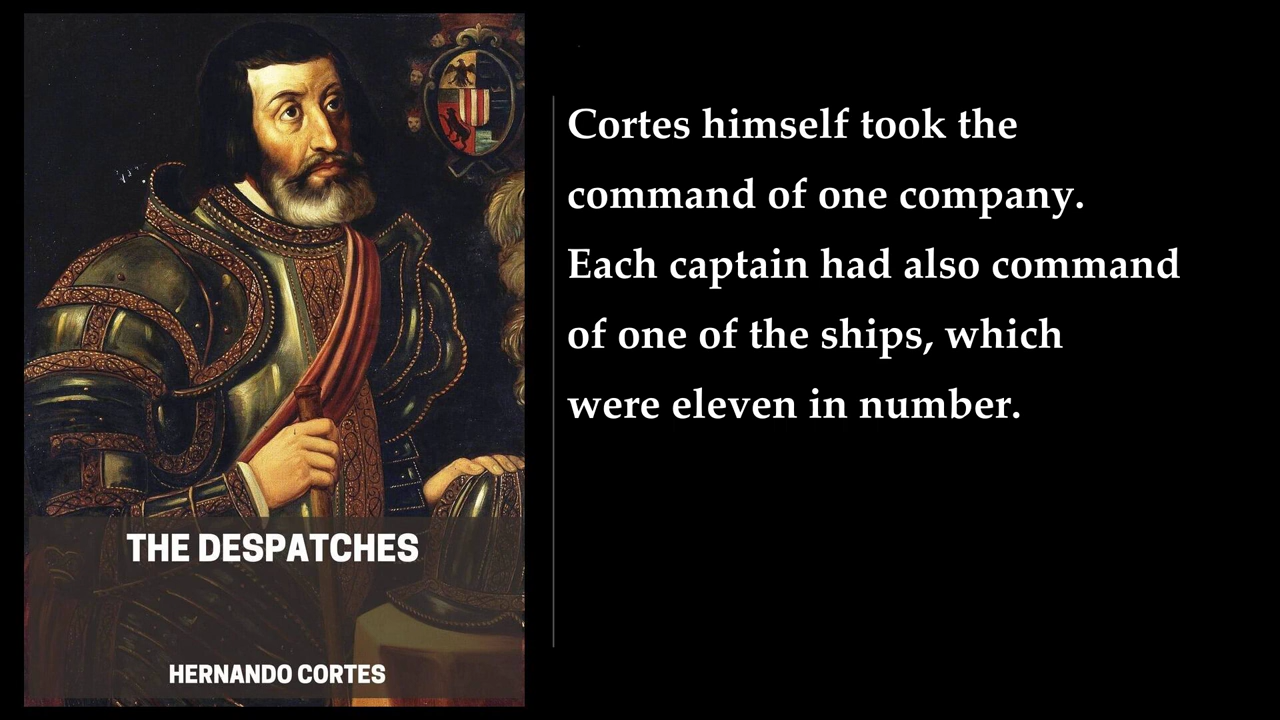 THE DESPATCHES
HERNANDO CORTES
Cortes himself took the
command of one company.
Each captain had also command
of one of the ships, which
were eleven in number.